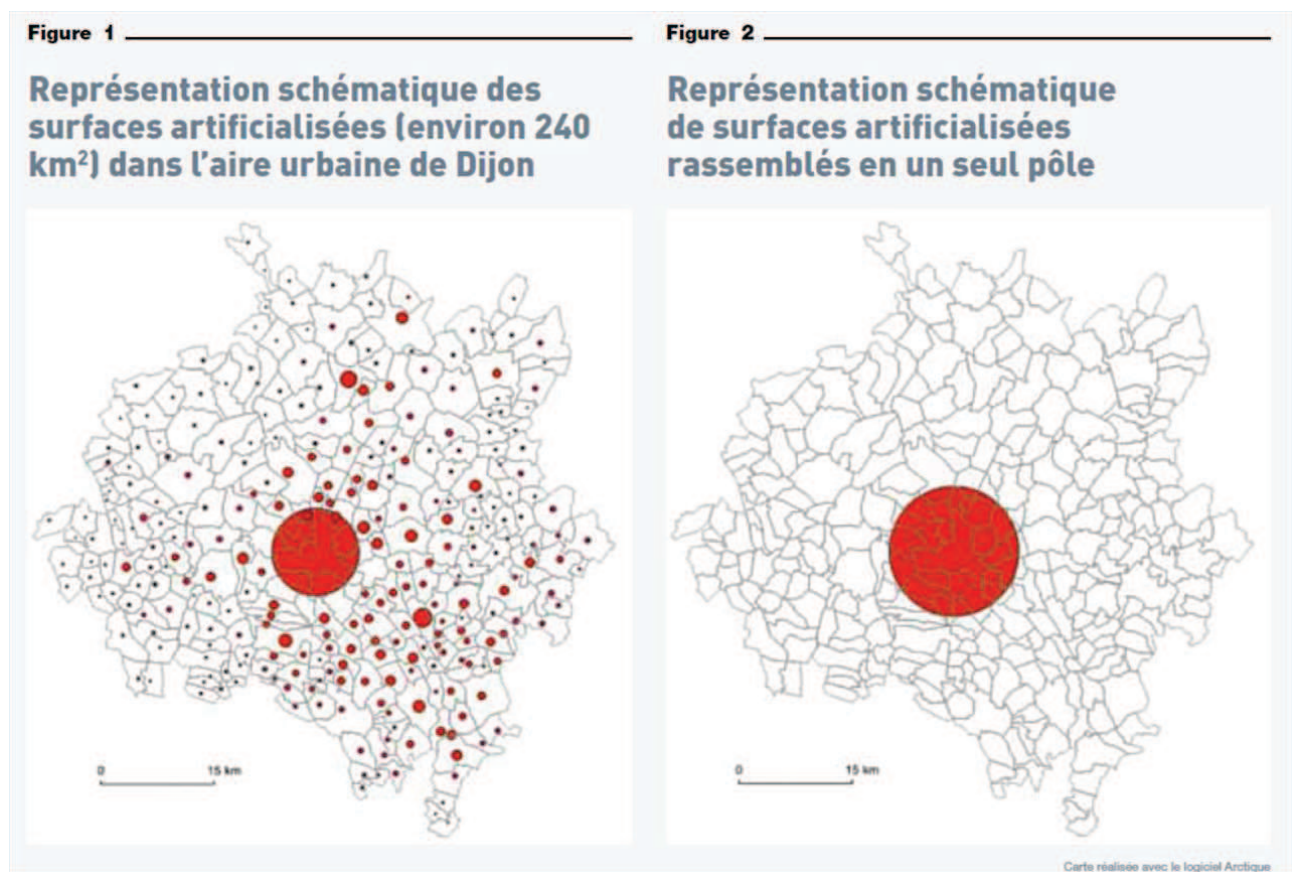 Figure 1
Représentation schématique des
surfaces artificialisées (environ 240
km²) dans l'aire urbaine de Dijon
0 15 km
Figure 2
Représentation schématique
de surfaces artificialisées
rassemblés en un seul pôle
0 15 km
Carte réalisée avec le logiciel Arctique